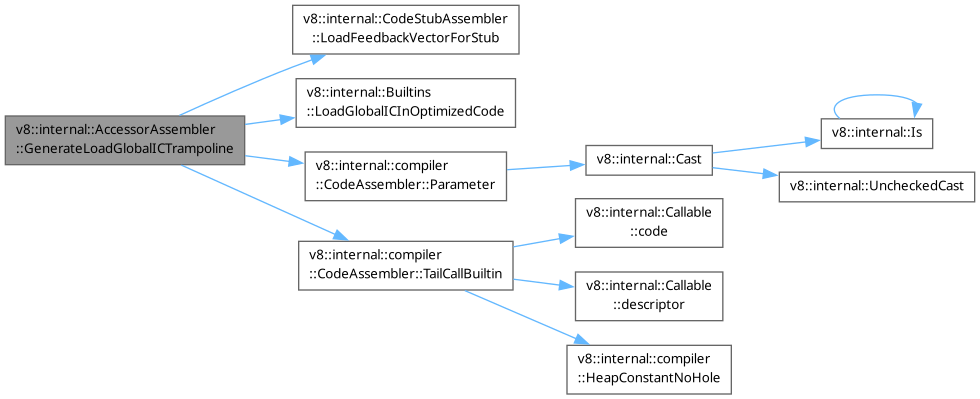 v8::internal::CodeStubAssembler
::LoadFeedbackVectorForStub
v8::internal::Builtins
::LoadGlobalICInOptimizedCode
v8::internal::AccessorAssembler
::GenerateLoadGlobalICTrampoline
v8::internal::compiler
::CodeAssembler::Parameter
v8::internal::Cast
v8::internal::Is
v8::internal::UncheckedCast
v8::internal::compiler
::CodeAssembler::TailCallBuiltin
v8::internal::Callable
::code
v8::internal::Callable
::descriptor
v8::internal::compiler
::HeapConstantNoHole